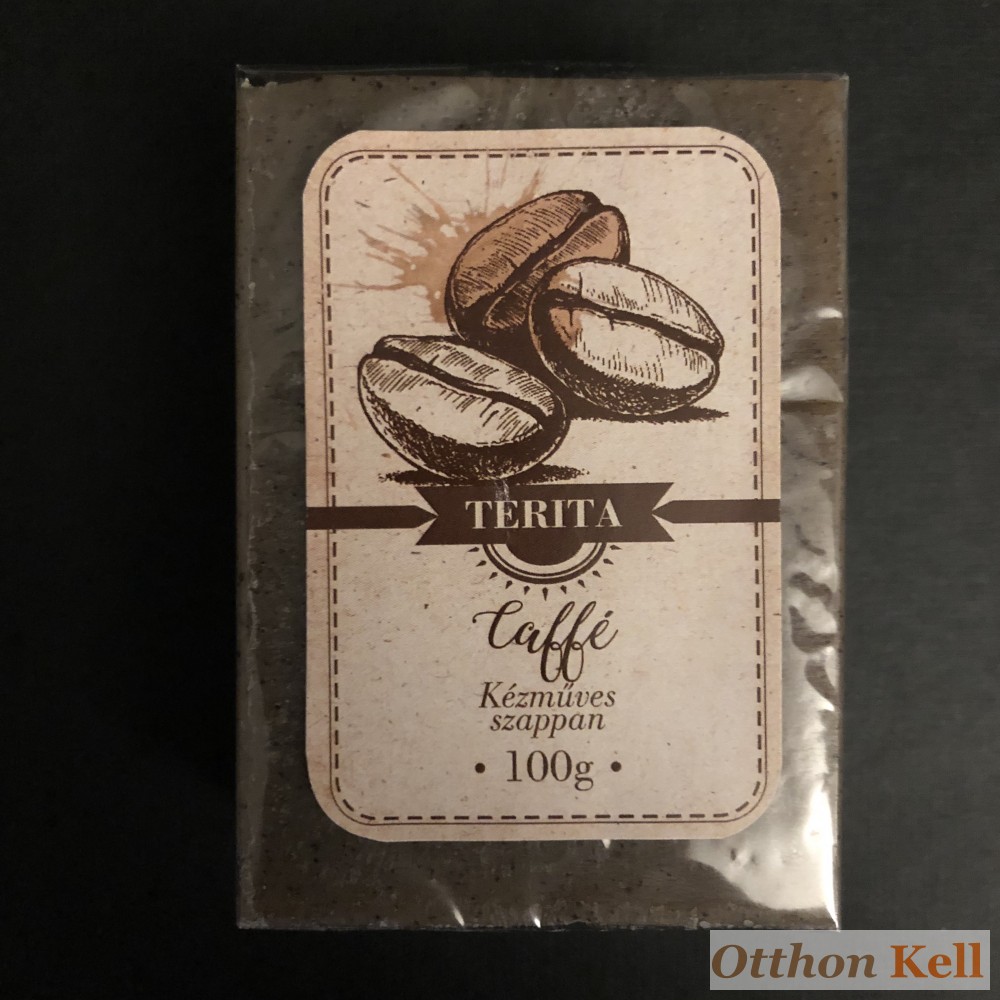 TERITA
Caffé
Kézműves
szappan
• 100g •
Otthon Kell